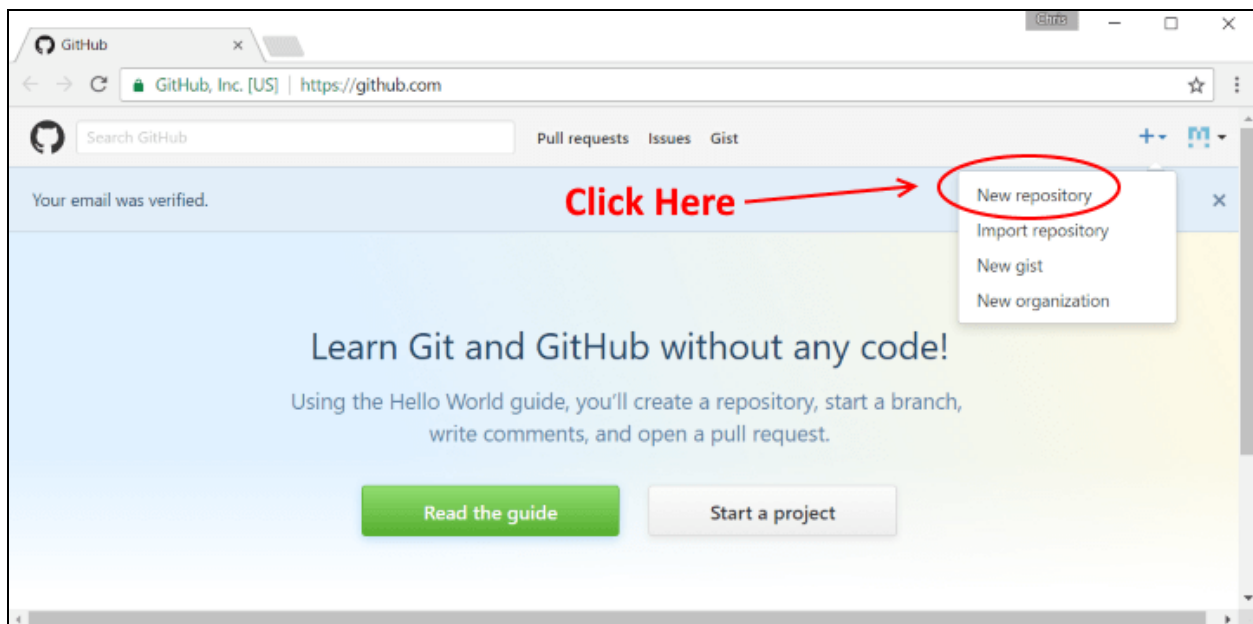 Chris
GitHub
GitHub, Inc. [US] | https://github.com
Search GitHub
Pull requests Issues Gist
Your email was verified.
Click Here
New repository
Import repository
New gist
New organization
Learn Git and GitHub without any code!
Using the Hello World guide, you'll create a repository, start a branch,
write comments, and open a pull request.
Read the guide
Start a project